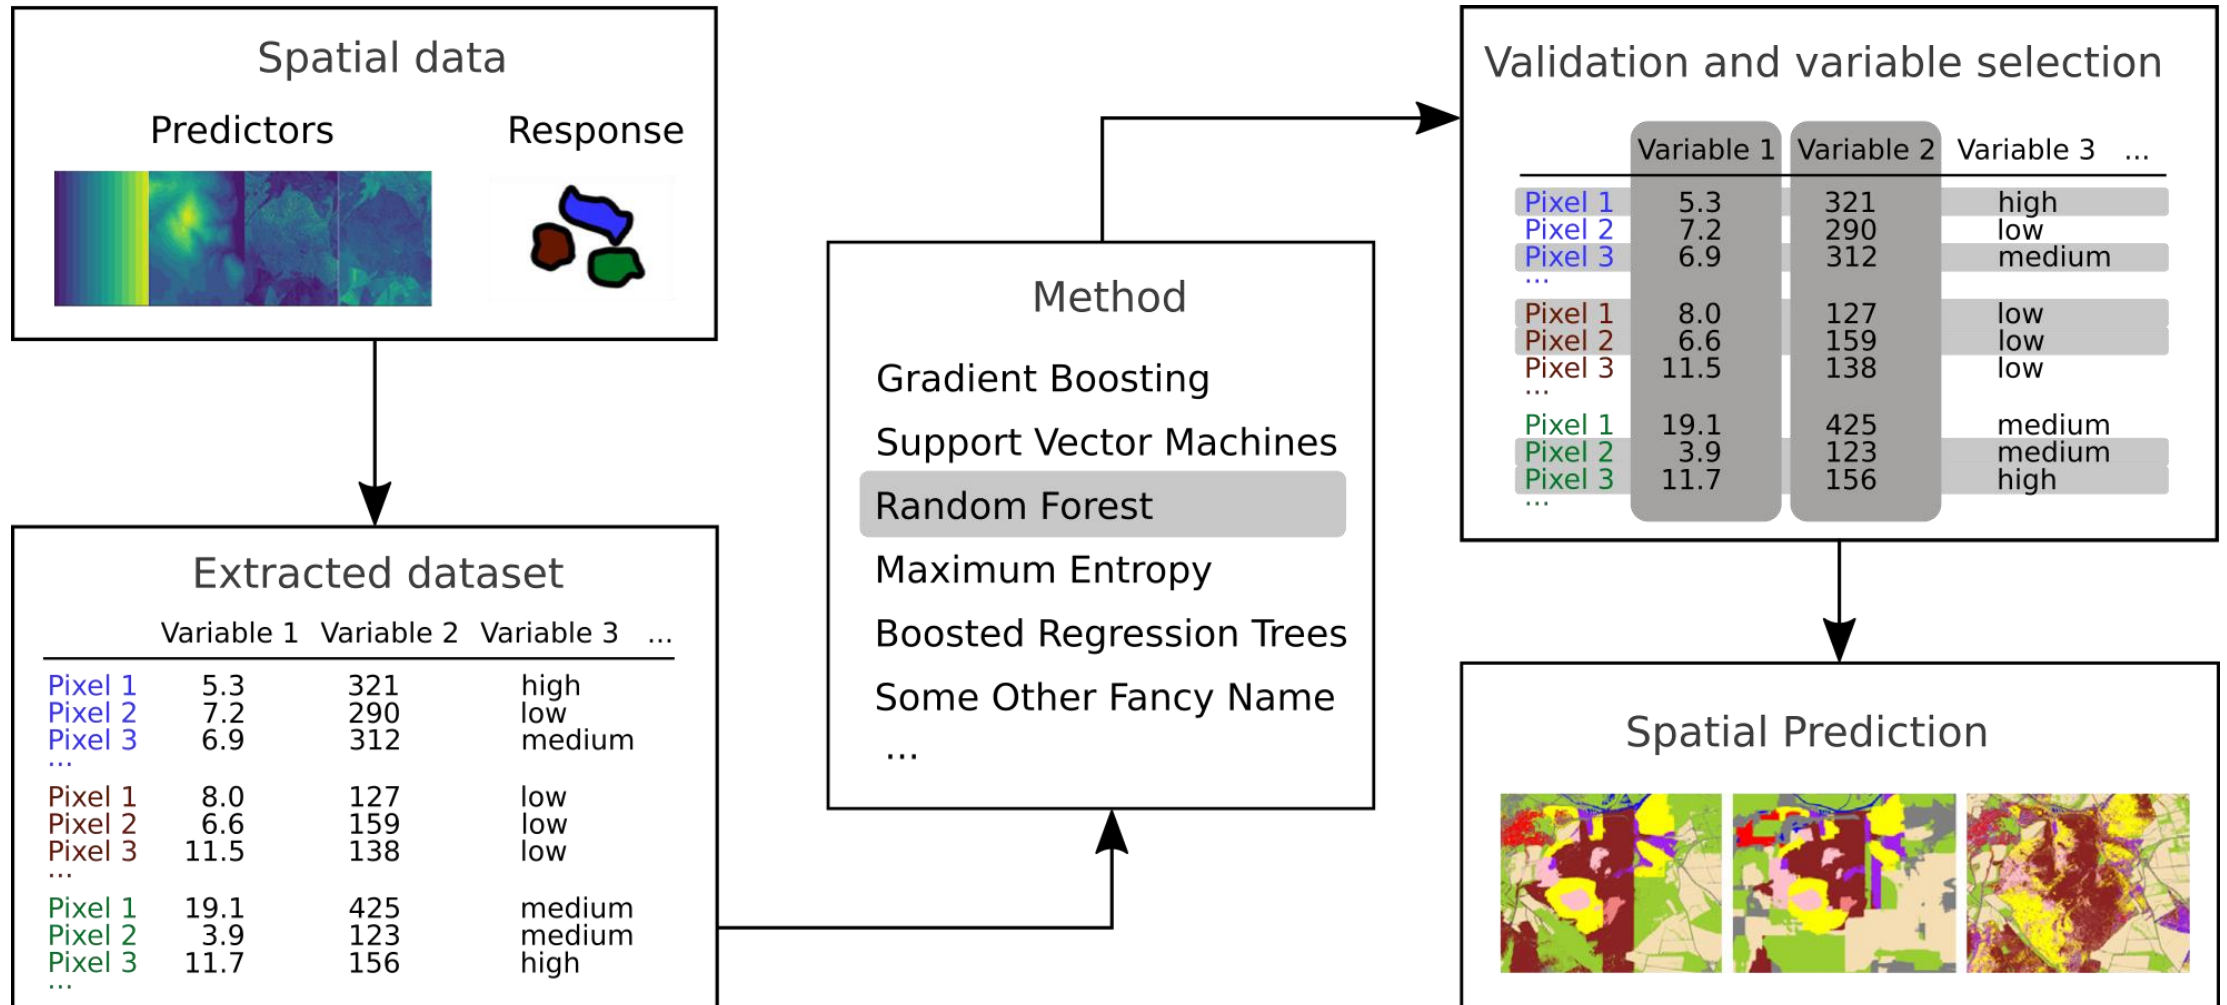 Spatial data
Predictors Response
Extracted dataset
Variable 1 Variable 2 Variable 3 ...
Pixel 1 5.3 321 high
Pixel 2 7.2 290 low
Pixel 3 6.9 312 medium
...
Pixel 1 8.0 127 low
Pixel 2 6.6 159 low
Pixel 3 11.5 138 low
...
Pixel 1 19.1 425 medium
Pixel 2 3.9 123 medium
Pixel 3 11.7 156 high
...
Method
Gradient Boosting
Support Vector Machines
Random Forest
Maximum Entropy
Boosted Regression Trees
Some Other Fancy Name
...
Validation and variable selection
Variable 1 Variable 2 Variable 3 ...
Pixel 1 5.3 321 high
Pixel 2 7.2 290 low
Pixel 3 6.9 312 medium
...
Pixel 1 8.0 127 low
Pixel 2 6.6 159 low
Pixel 3 11.5 138 low
...
Pixel 1 19.1 425 medium
Pixel 2 3.9 123 medium
Pixel 3 11.7 156 high
...
Spatial Prediction